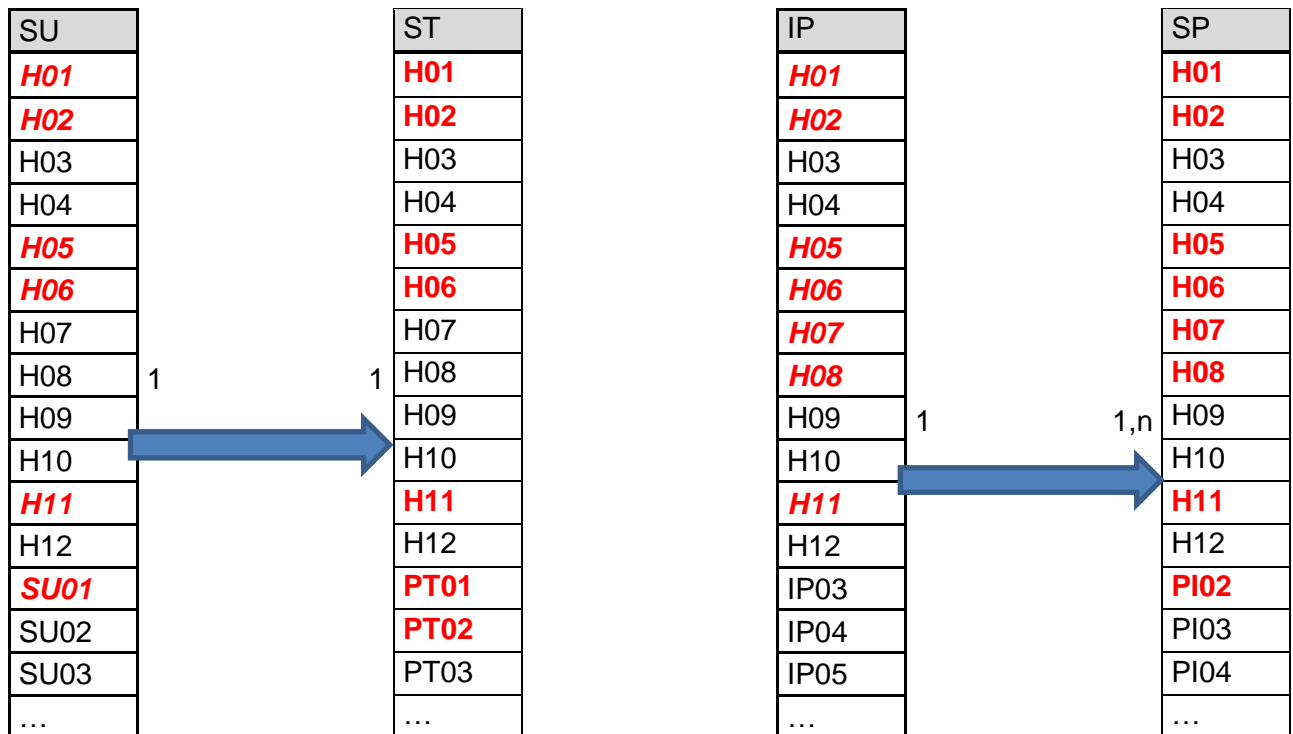 SU ST IP SP
H01 H01 H01 H01
H02 H02 H02 H02
H03 H03 H03 H03
H04 H04 H04 H04
H05 H05 H05 H05
H06 H06 H06 H06
H07 H07 H07 H07
H08 1 1 H08 H08 H08
H09 H09 H09 1 1,n H09
H10 H10 H10 H10
H11 H11 H11 H11
H12 H12 H12 H12
SU01 PT01 IP03 PI02
SU02 PT02 IP04 PI03
SU03 PT03 IP05 PI04
… … … …